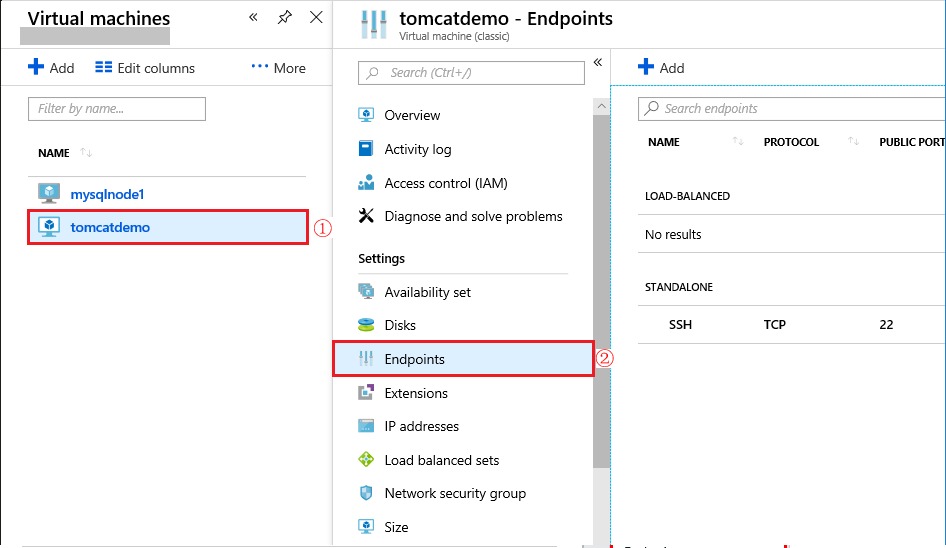 Virtual machines
Add
Edit columns
More
Filter by name...
NAME
mysqlnode1
tomcatdemo
①
tomcatdemo - Endpoints
Virtual machine (classic)
Search (Ctrl+/)
Overview
Activity log
Access control (IAM)
Diagnose and solve problems
Settings
Availability set
Disks
Endpoints
②
Extensions
IP addresses
Load balanced sets
Network security group
Size
Add
Search endpoints
NAME PROTOCOL PUBLIC PORT
LOAD-BALANCED
No results
STANDALONE
SSH TCP 22